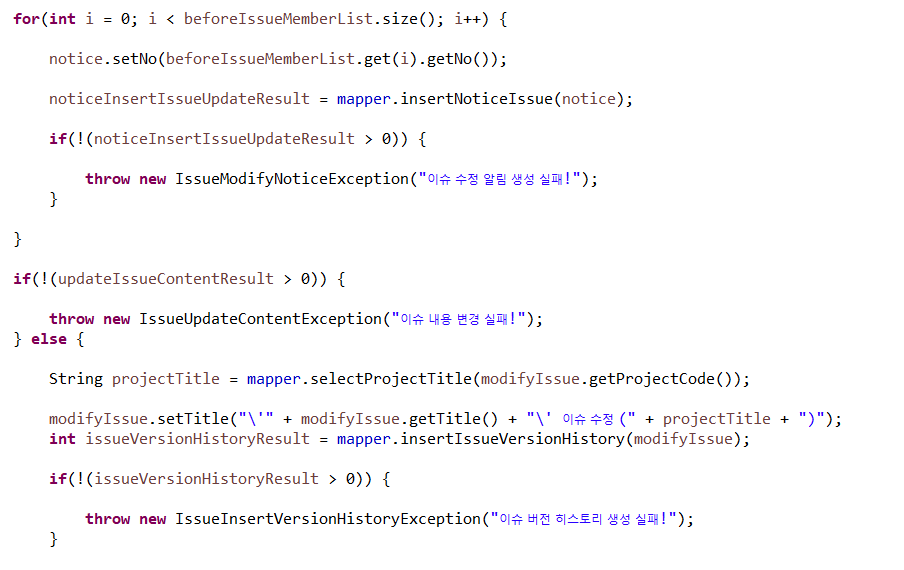 for(int i = 0; i < beforeIssueMemberList.size(); i++) {
notice.setNo(beforeIssueMemberList.get(i).getNo());
noticeInsertIssueUpdateResult = mapper.insertNoticeIssue(notice);
if(!(noticeInsertIssueUpdateResult > 0)) {
throw new IssueModifyNoticeException("이슈 수정 알림 생성 실패!");
}
}
if(!(updateIssueContentResult > 0)) {
throw new IssueUpdateContentException("이슈 내용 변경 실패!");
} else {
String projectTitle = mapper.selectProjectTitle(modifyIssue.getProjectCode());
modifyIssue.setTitle("\'" + modifyIssue.getTitle() + "\' 이슈 수정 (" + projectTitle + ")");
int issueVersionHistoryResult = mapper.insertIssueVersionHistory(modifyIssue);
if(!(issueVersionHistoryResult > 0)) {
throw new IssueInsertVersionHistoryException("이슈 버전 히스토리 생성 실패!");
}